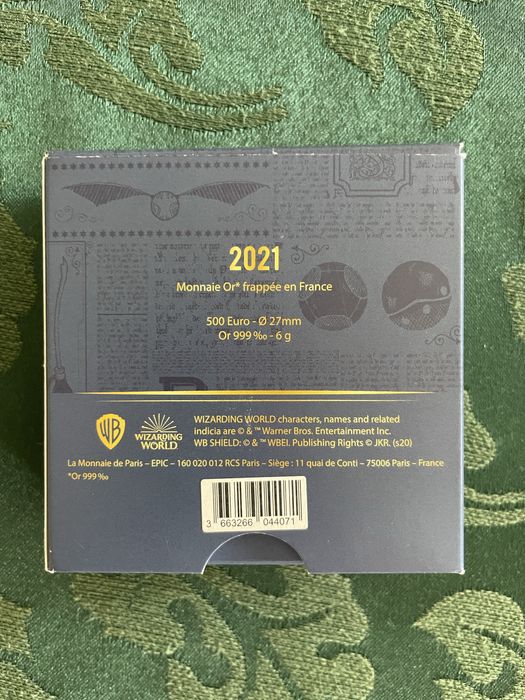 2021
Monnaie Or* frappée en France
500 Euro - Ø 27mm
Or 999 ‰ - 6 g
WB
WIZARDING
WORLD
WIZARDING WORLD characters, names and related
indicia are © & ™ Warner Bros. Entertainment Inc.
WB SHIELD: © & ™ WBEI. Publishing Rights © JKR. (s20)
La Monnaie de Paris – EPIC – 160 020 012 RCS Paris – Siège : 11 quai de Conti – 75006 Paris – France
*Or 999 ‰
3 663266 044071